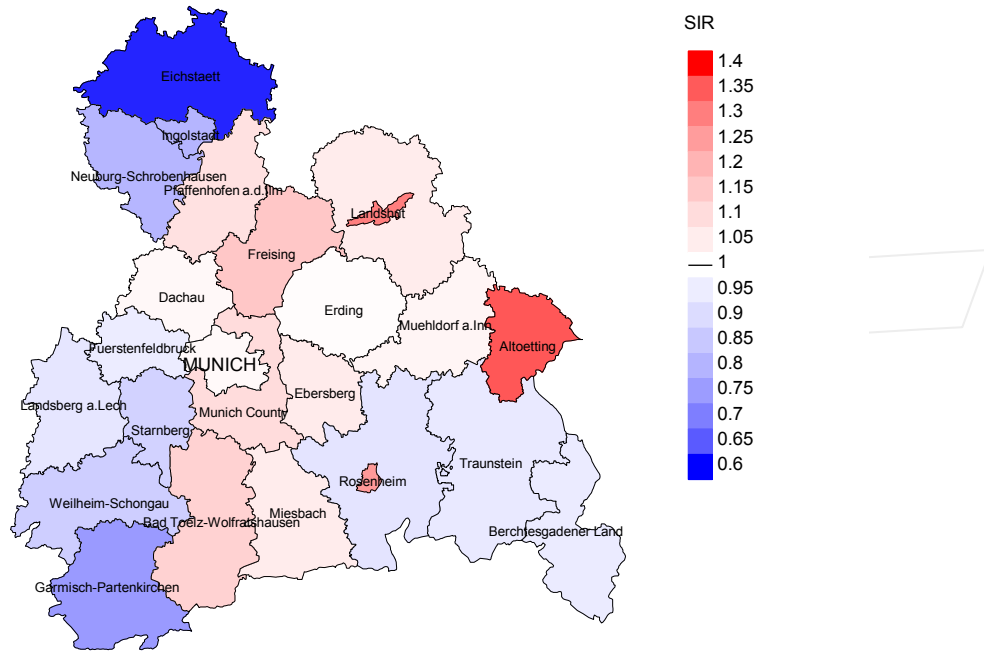 SIR
1.4
1.35
1.3
1.25
1.2
1.15
1.1
1.05
1
0.95
0.9
0.85
0.8
0.75
0.7
0.65
0.6
Eichstaett
Ingolstadt
Neuburg-Schrobenhausen
Pfaffenhofen a.d.Ilm
Landshut
Freising
Dachau
Erding
Muehldorf a.Inn
Altoetting
Fuerstenfeldbruck
MUNICH
Ebersberg
Landsberg a.Lech
Munich County
Starnberg
Traunstein
Rosenheim
Weilheim-Schongau
Miesbach
Bad Toelz-Wolfratshausen
Berchtesgadener Land
Garmisch-Partenkirchen